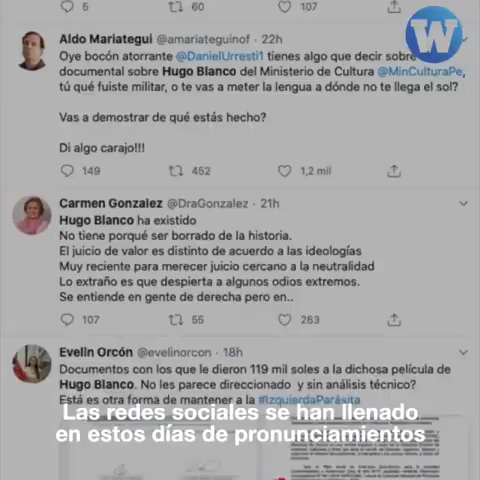 5 60 107
W
Aldo Mariategui @amariateguinof · 22h
Oye bocón atorrante @DanielUrresti1 tienes algo que decir sobre
documental sobre Hugo Blanco del Ministerio de Cultura @MinCulturaPe,
tú qué fuiste militar, o te vas a meter la lengua a dónde no te llega el sol?
Vas a demostrar de qué estás hecho?
Di algo carajo!!!
149 452 1,2 mil
Carmen Gonzalez @DraGonzalez · 21h
Hugo Blanco ha existido
No tiene porqué ser borrado de la historia.
El juicio de valor es distinto de acuerdo a las ideologías
Muy reciente para merecer juicio cercano a la neutralidad
Lo extraño es que despierta a algunos odios extremos.
Se entiende en gente de derecha pero en..
107 55 263
Evelin Orcón @evelinorcon · 18h
Documentos con los que le dieron 119 mil soles a la dichosa película de
Hugo Blanco. No les parece direccionado y sin análisis técnico?
Está es otra forma de mantener a la #IzquierdaParásita
Las redes sociales se han llenado
en estos días de pronunciamientos